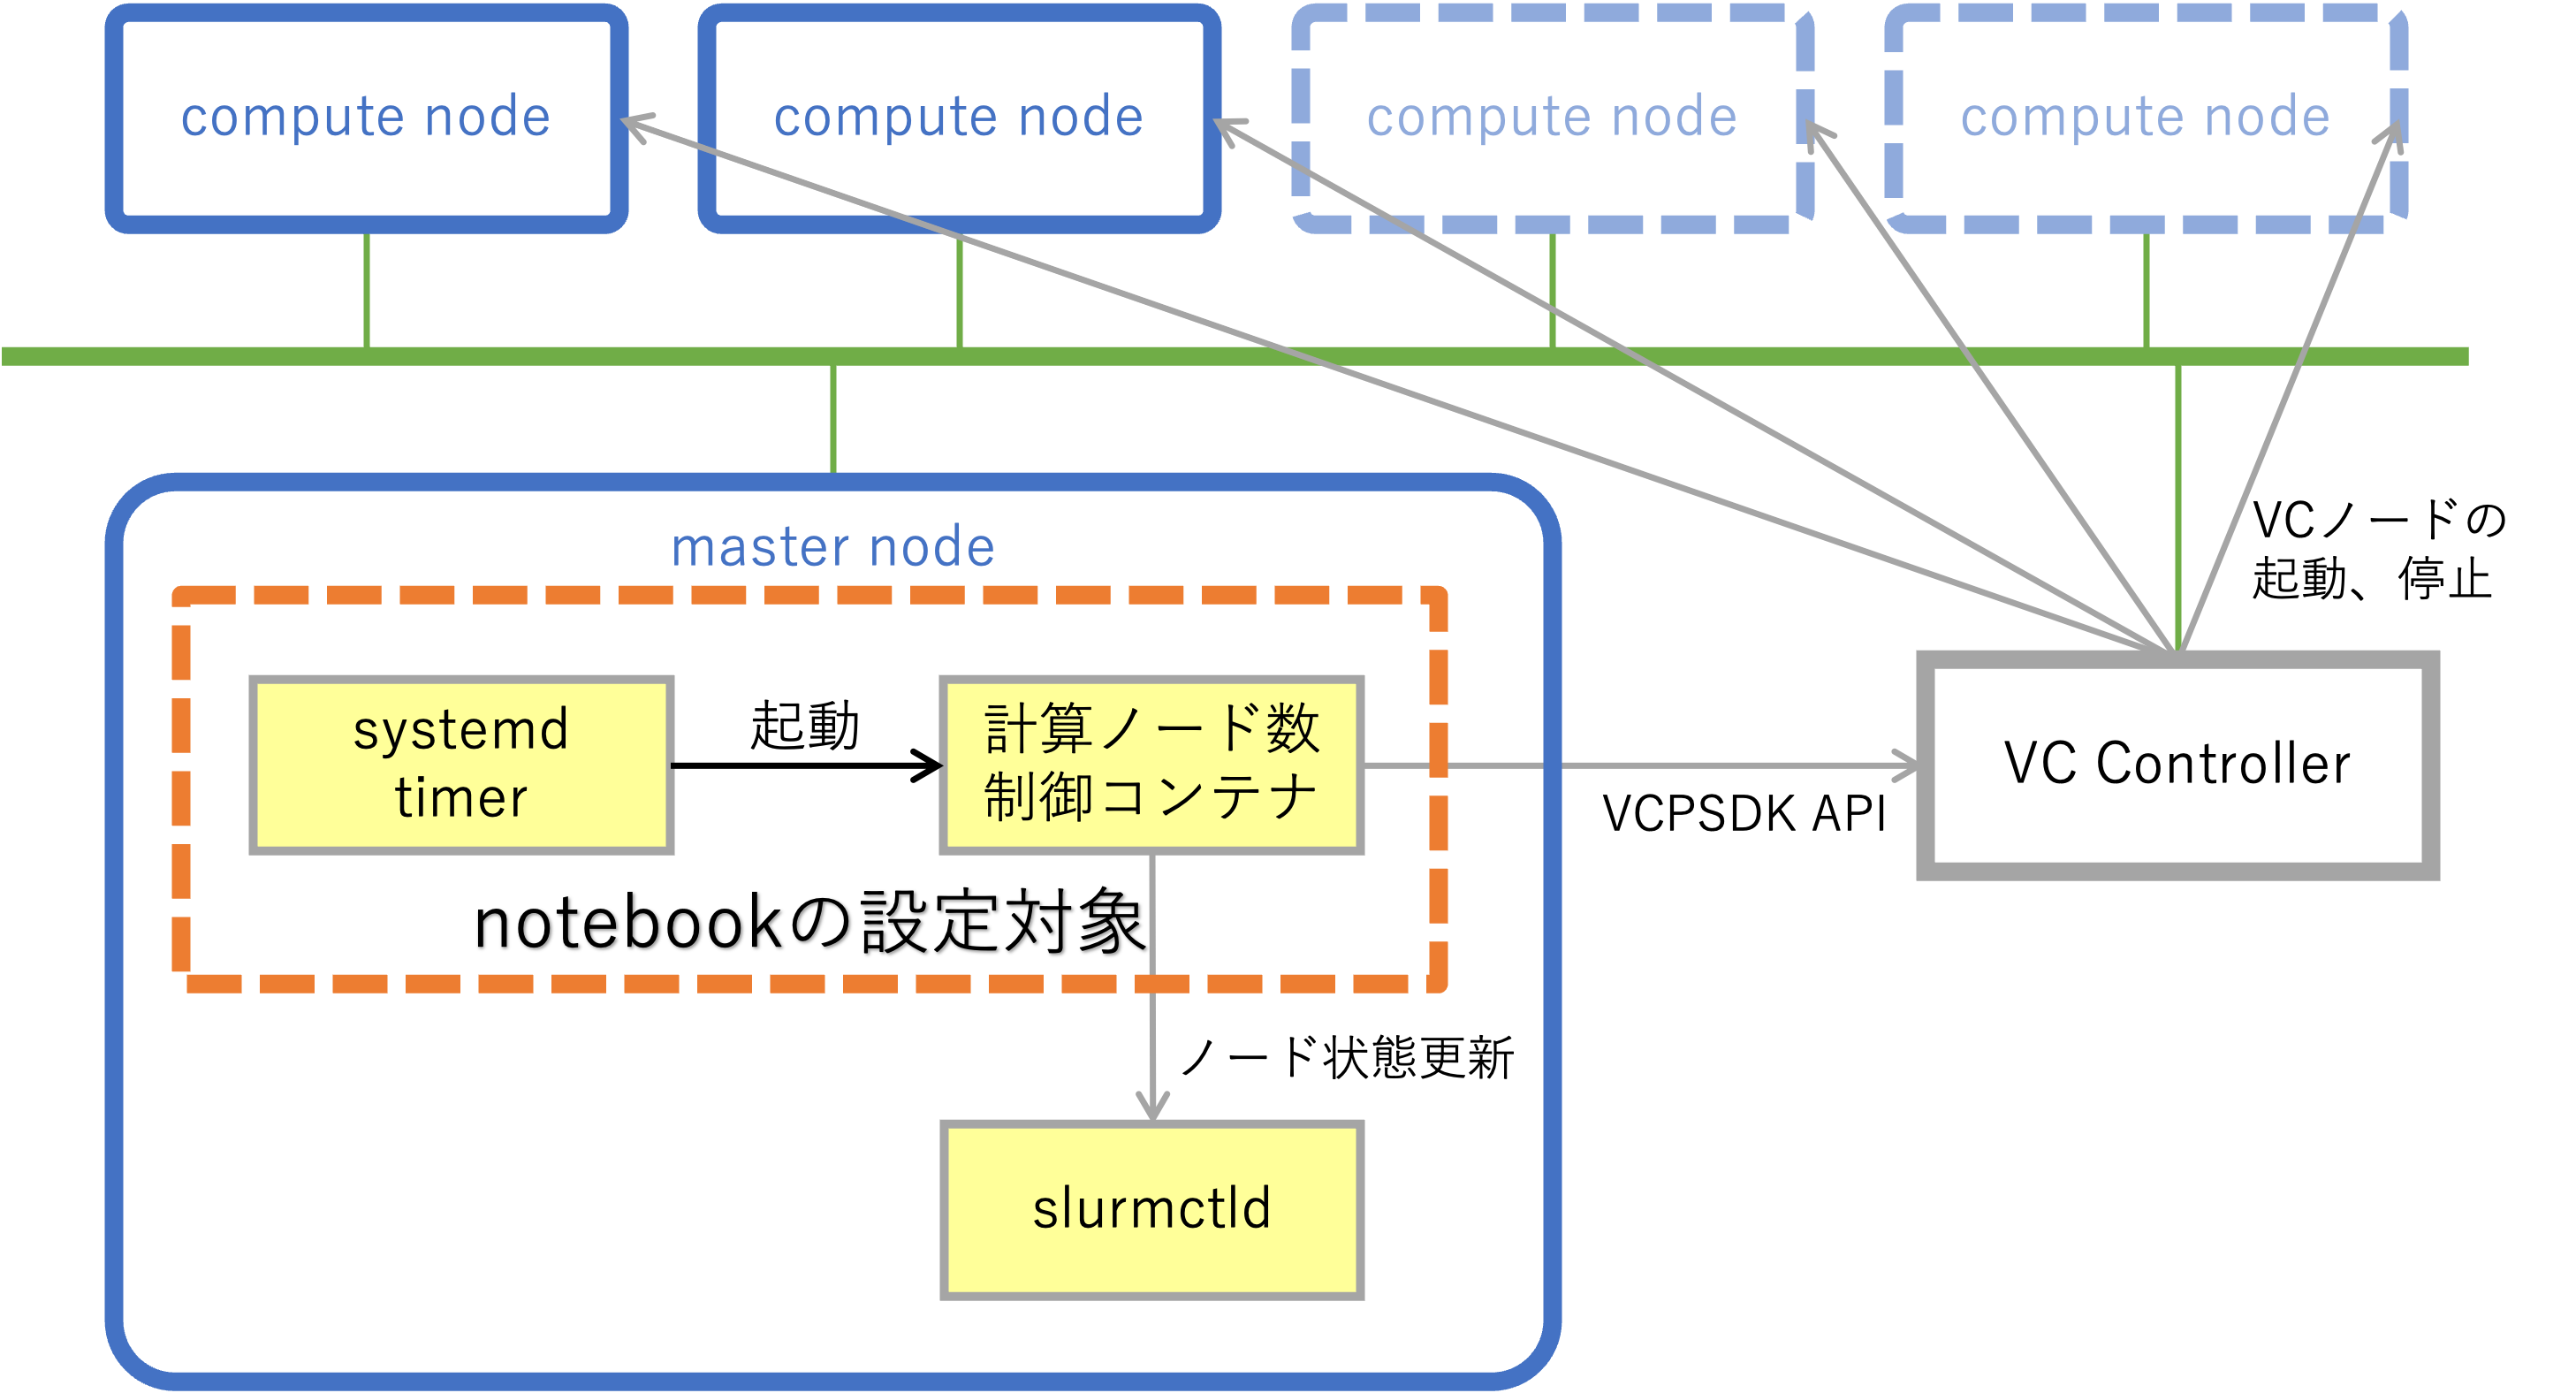 compute node
compute node
compute node
compute node
master node
VCノードの
起動、停止
systemd
timer
起動
計算ノード数
制御コンテナ
VCPSDK API
VC Controller
notebookの設定対象
ノード状態更新
slurmctld